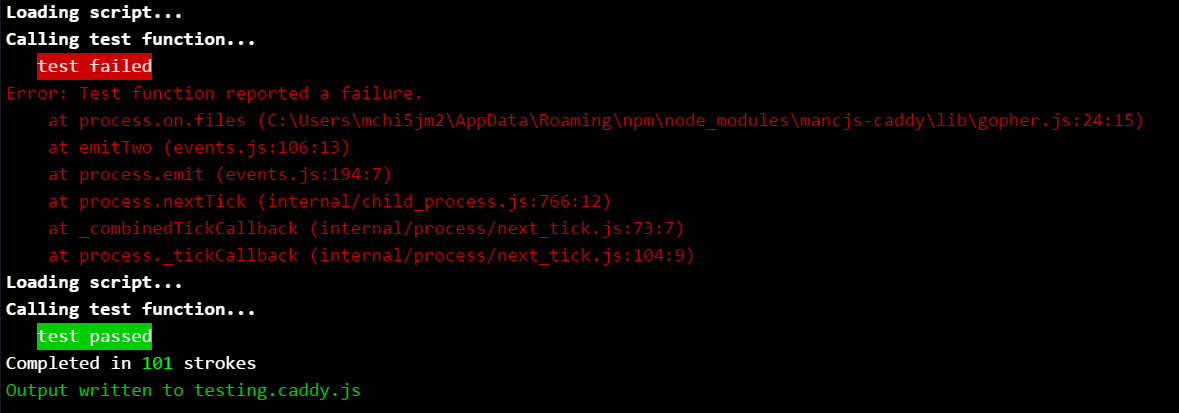 Loading script...
Calling test function...
test failed
Error: Test function reported a failure.
at process.on.files (C:\Users\mchi5jm2\AppData\Roaming\npm\node_modules\mancjs-caddy\lib\gopher.js:24:15)
at emitTwo (events.js:106:13)
at process.emit (events.js:194:7)
at process.nextTick (internal/child_process.js:766:12)
at _combinedTickCallback (internal/process/next_tick.js:73:7)
at process._tickCallback (internal/process/next_tick.js:104:9)
Loading script...
Calling test function...
test passed
Completed in 101 strokes
Output written to testing.caddy.js